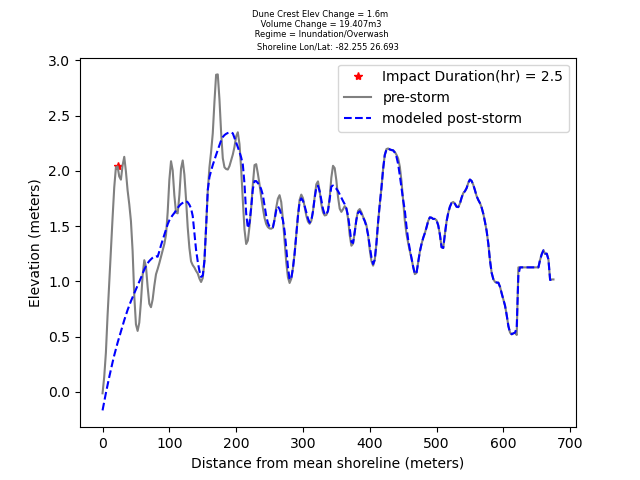 Dune Crest Elev Change = 1.6m
Volume Change = 19.407m3
Regime = Inundation/Overwash
Shoreline Lon/Lat: -82.255 26.693
Impact Duration(hr) = 2.5
pre-storm
modeled post-storm
Elevation (meters)
3.0
2.5
2.0
1.5
1.0
0.5
0.0
0 100 200 300 400 500 600 700
Distance from mean shoreline (meters)